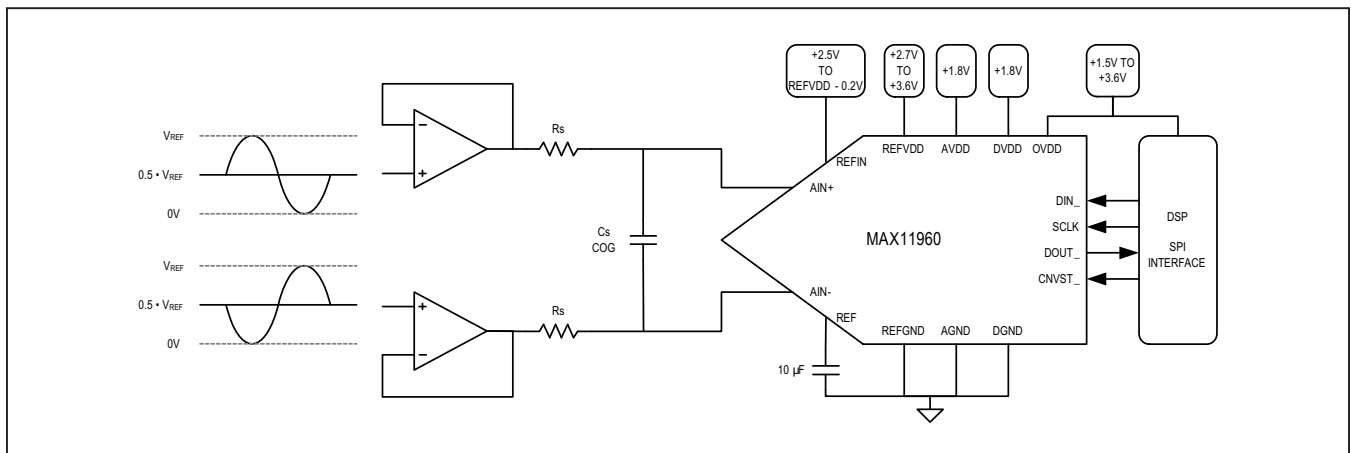 +2.5V
TO
REFVDD - 0.2V
+2.7V
TO
+3.6V
+1.8V
+1.8V
+1.5V TO
+3.6V
VREF
0.5 • VREF
0V
VREF
0.5 • VREF
0V
−
+
+
−
Rs
Rs
Cs
COG
REFIN
REFVDD
AVDD
DVDD
OVDD
AIN+
MAX11960
AIN-
REF
REFGND
AGND
DGND
10 µF
DIN_
SCLK
DOUT_
CNVST_
DSP
SPI
INTERFACE